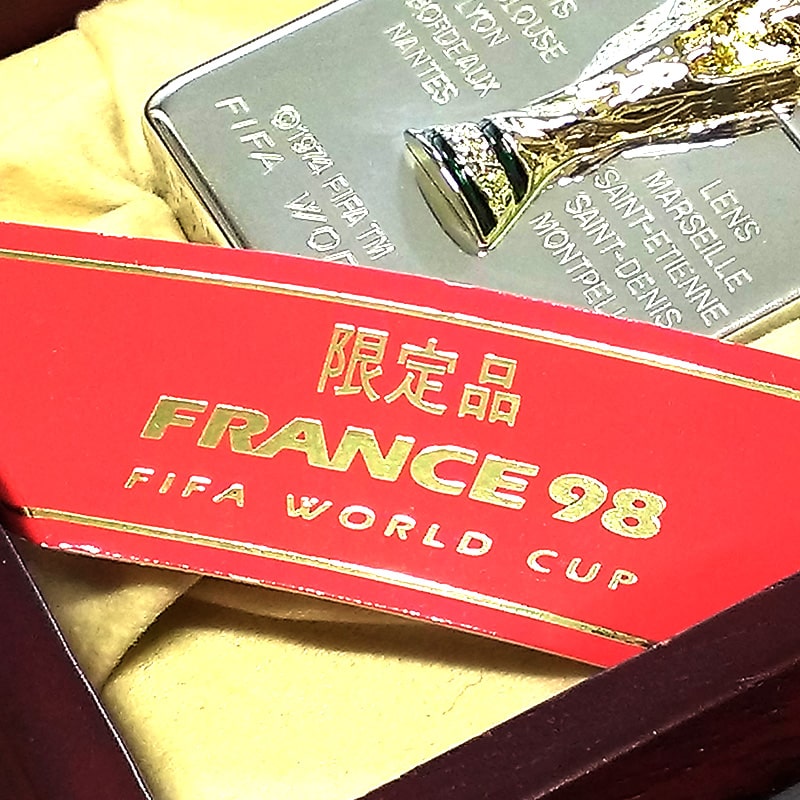 LYON
BORDEAUX
NANTES
©1974 FIFA TM
FIFA
LENS
MARSEILLE
SAINT-ETIENNE
SAINT-DENIS
限定品
FRANCE 98
FIFA WORLD CUP